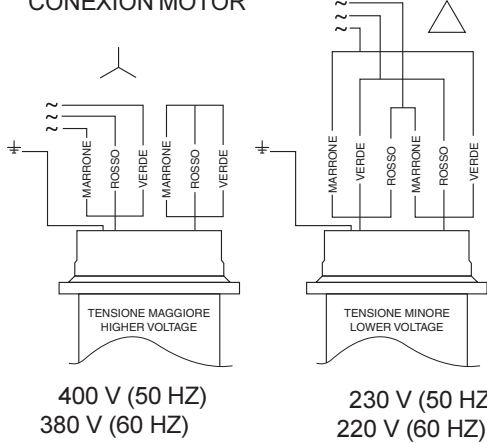 CONEXION MOTOR
~
~
~
MARRONE
ROSSO
VERDE
MARRONE
ROSSO
VERDE
TENSIONE MAGGIORE
HIGHER VOLTAGE
400 V (50 HZ)
380 V (60 HZ)
~
~
~
MARRONE
VERDE
ROSSO
MARRONE
ROSSO
VERDE
TENSIONE MINORE
LOWER VOLTAGE
230 V (50 HZ
220 V (60 HZ)